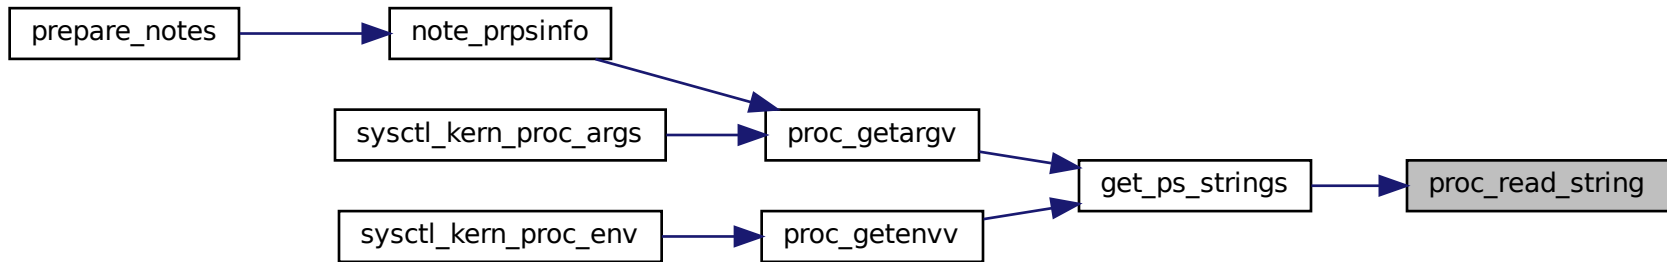 prepare_notes
note_prpsinfo
sysctl_kern_proc_args
proc_getargv
get_ps_strings
proc_read_string
sysctl_kern_proc_env
proc_getenvv